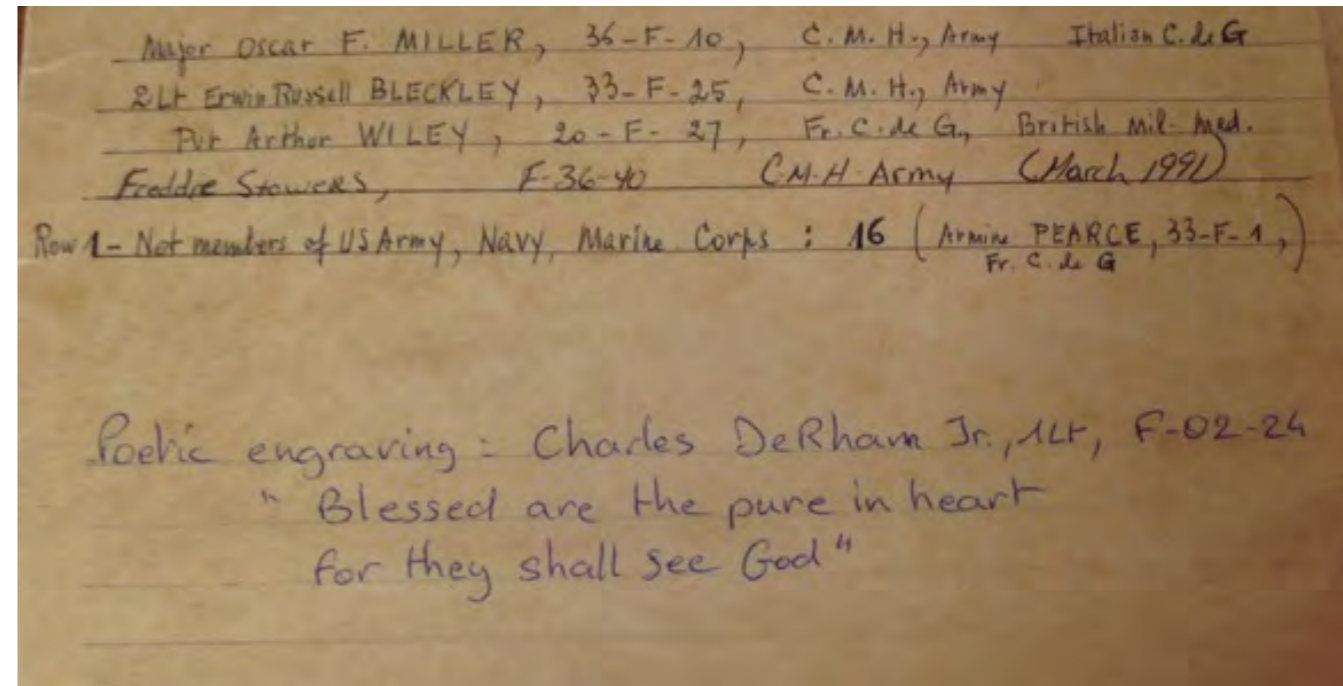 Major Oscar F. MILLER, 36-F-10, C.M.H., Army Italian C. de G
2Lt Erwin Russell BLECKLEY, 33-F-25, C.M.H., Army
Pvt Arthur WILEY, 20-F-27, Fr. C. de G., British Mil. Med.
Freddie Stowers, F-36-40 C.M.H Army (March 1991)
Row 1- Not members of US Army, Navy, Marine Corps : 16 (Armine PEARCE, 33-F-1,)
Fr. C. de G
Poetic engraving : Charles DeRham Jr., 1Lt, F-02-24
" Blessed are the pure in heart
for they shall see God "